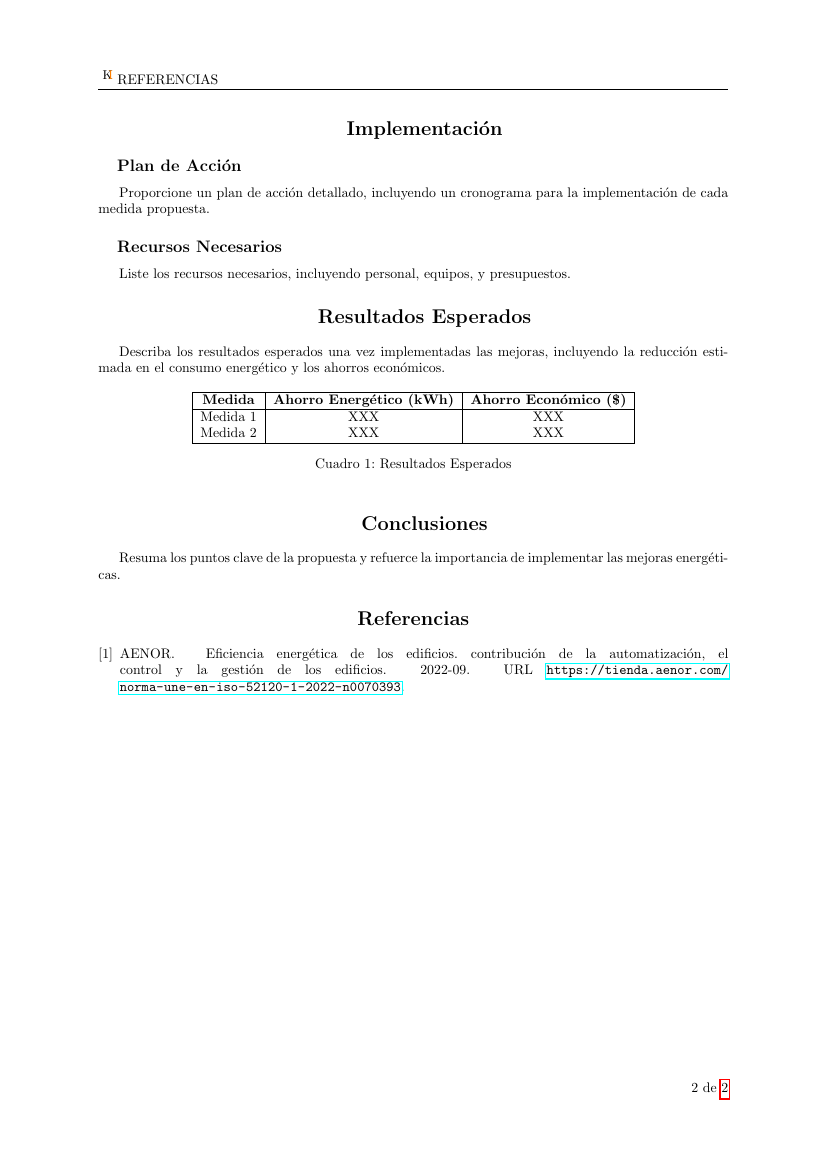 K REFERENCIAS
Implementación
Plan de Acción
Proporcione un plan de acción detallado, incluyendo un cronograma para la implementación de cada
medida propuesta.
Recursos Necesarios
Liste los recursos necesarios, incluyendo personal, equipos, y presupuestos.
Resultados Esperados
Describa los resultados esperados una vez implementadas las mejoras, incluyendo la reducción esti-
mada en el consumo energético y los ahorros económicos.
Medida Ahorro Energético (kWh) Ahorro Económico ($)
Medida 1 XXX XXX
Medida 2 XXX XXX
Cuadro 1: Resultados Esperados
Conclusiones
Resuma los puntos clave de la propuesta y refuerce la importancia de implementar las mejoras energéti-
cas.
Referencias
[1] AENOR. Eficiencia energética de los edificios. contribución de la automatización, el
control y la gestión de los edificios. 2022-09. URL https://tienda.aenor.com/
norma-une-en-iso-52120-1-2022-n0070393
2 de 2